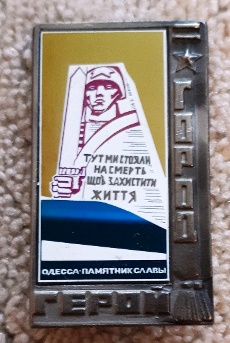 ГОРОД
ТУТ МИ СТОЯЛИ
НА СМЕРТЬ
ЩОБ ЗАХИСТИТИ
ЖИТТЯ
ОДЕССА·ПАМЯТНИК СЛАВЫ
ГЕРОЙ